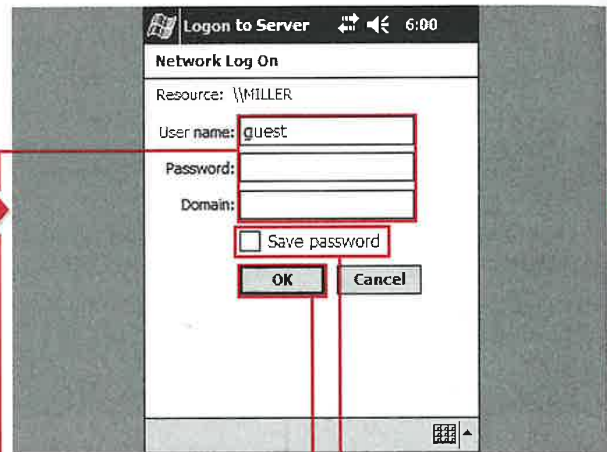 Logon to Server 6:00
Network Log On
Resource: \\MILLER
User name: guest
Password:
Domain:
Save password
OK Cancel